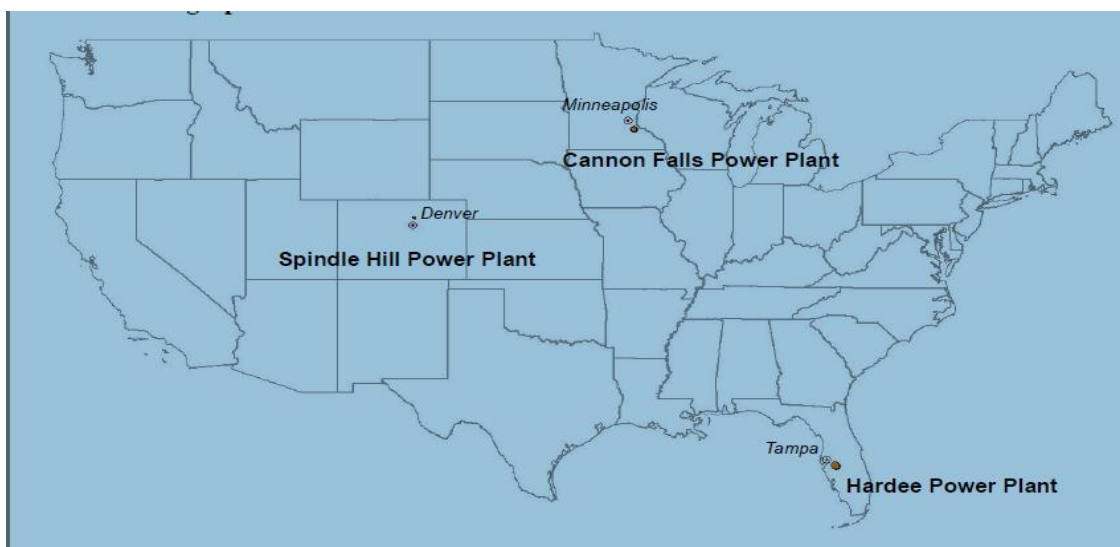 Minneapolis
Cannon Falls Power Plant
Denver
Spindle Hill Power Plant
Tampa
Hardee Power Plant